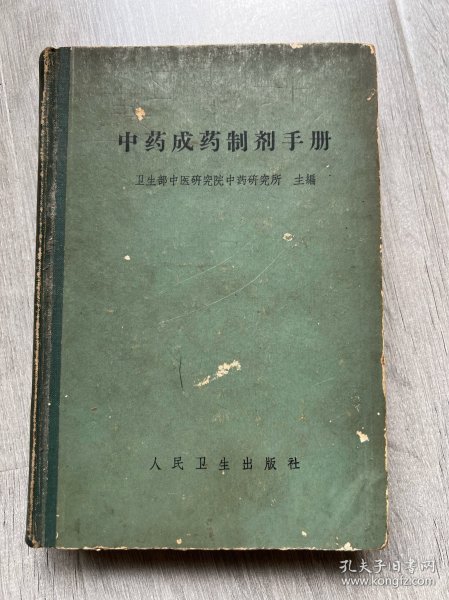 中药成药制剂手册
卫生部中医研究院中药研究所 主编
人民卫生出版社
孔夫子旧书网
www.kongfz.com